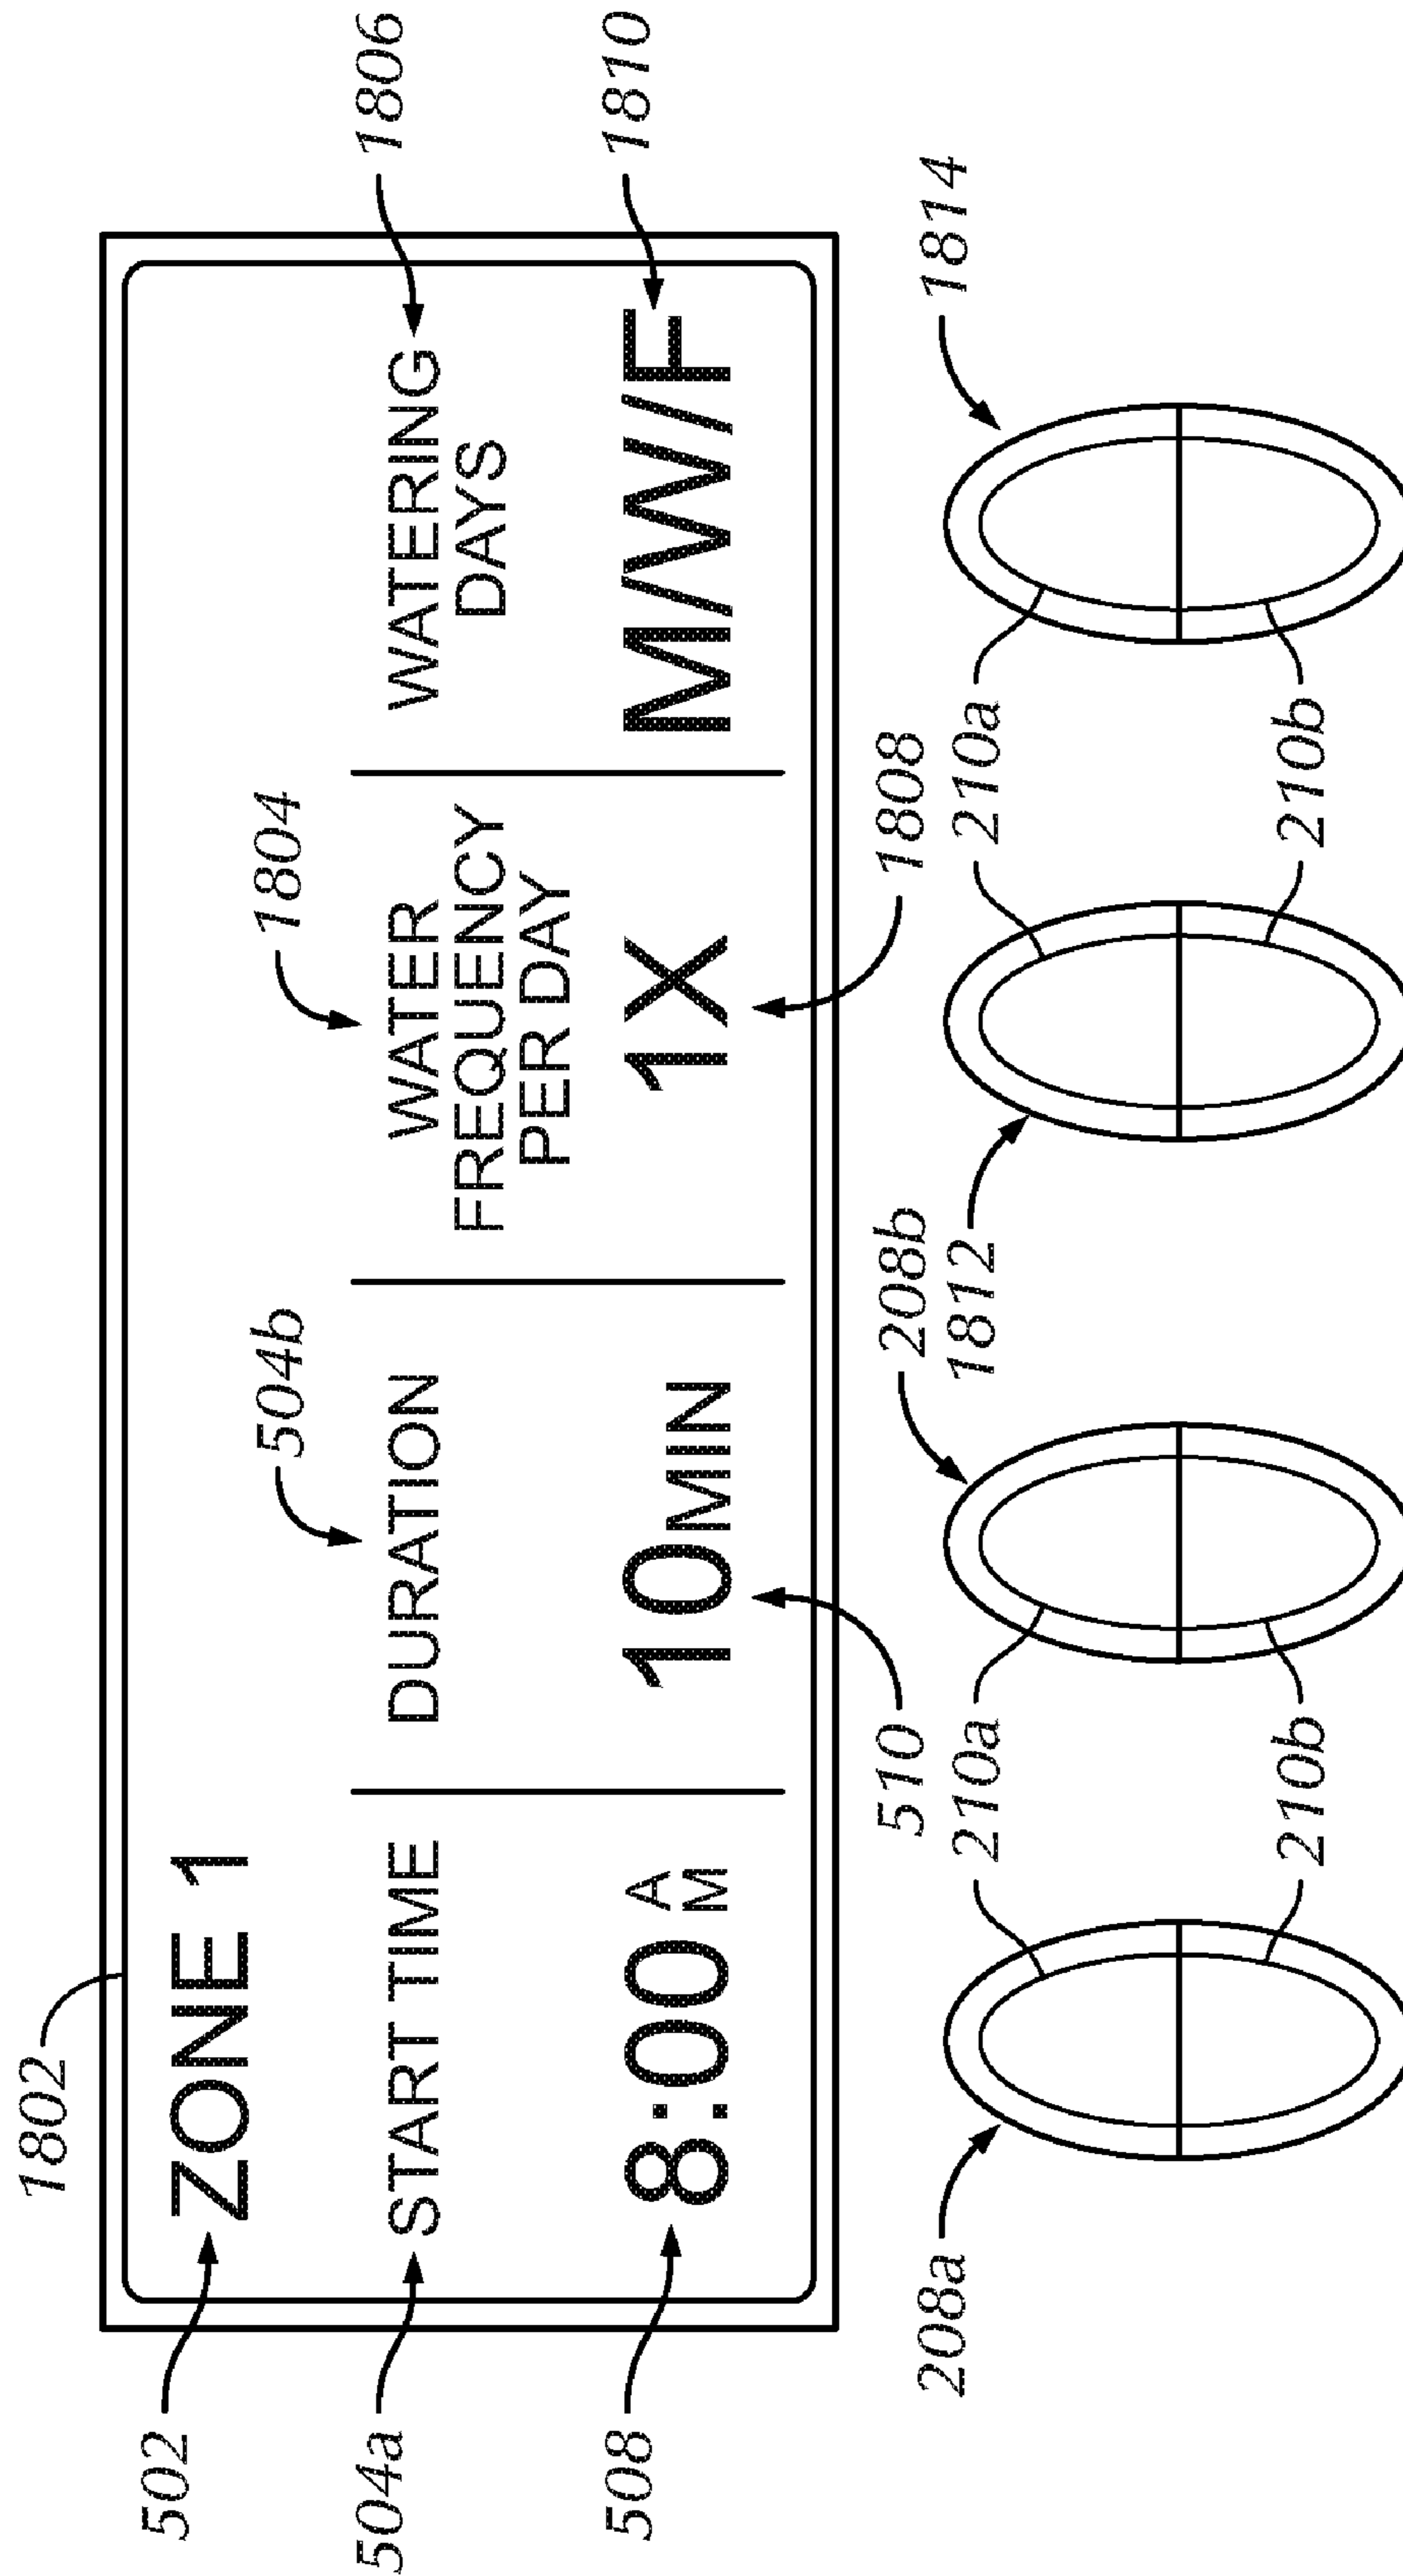 1802
502
ZONE 1
504b
1804
504a
START TIME
DURATION
WATER
FREQUENCY
PER DAY
WATERING
DAYS
1806
508
8:00 AM
10 MIN
1X
M/W/F
1810
510
208b
1808
208a
210a
1812
210a
1814
210b
210b